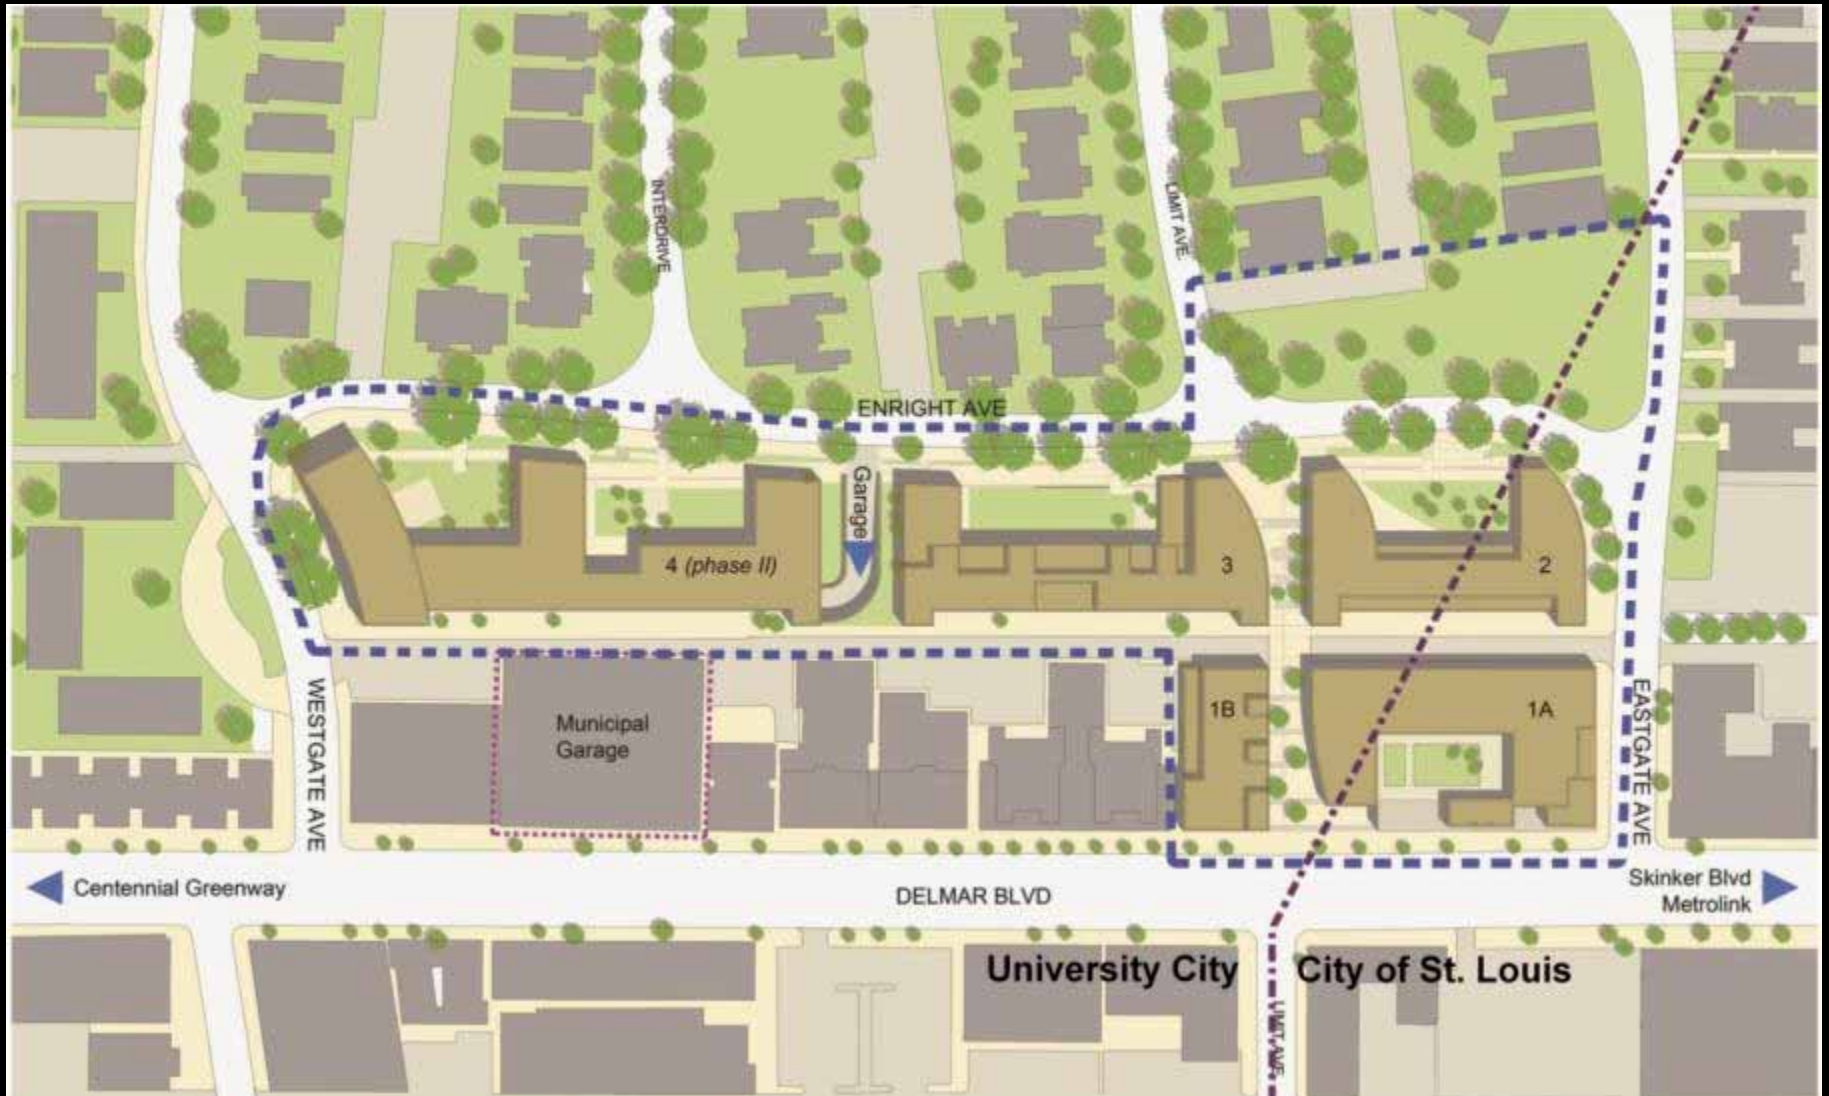 INTERDRIVE
LIMIT AVE.
ENRIGHT AVE
Garage
4 (phase II)
3
2
WESTGATE AVE
Municipal
Garage
1B
1A
EASTGATE AVE
Centennial Greenway
DELMAR BLVD
Skinker Blvd
Metrolink
University City
City of St. Louis
LIMIT AVE.